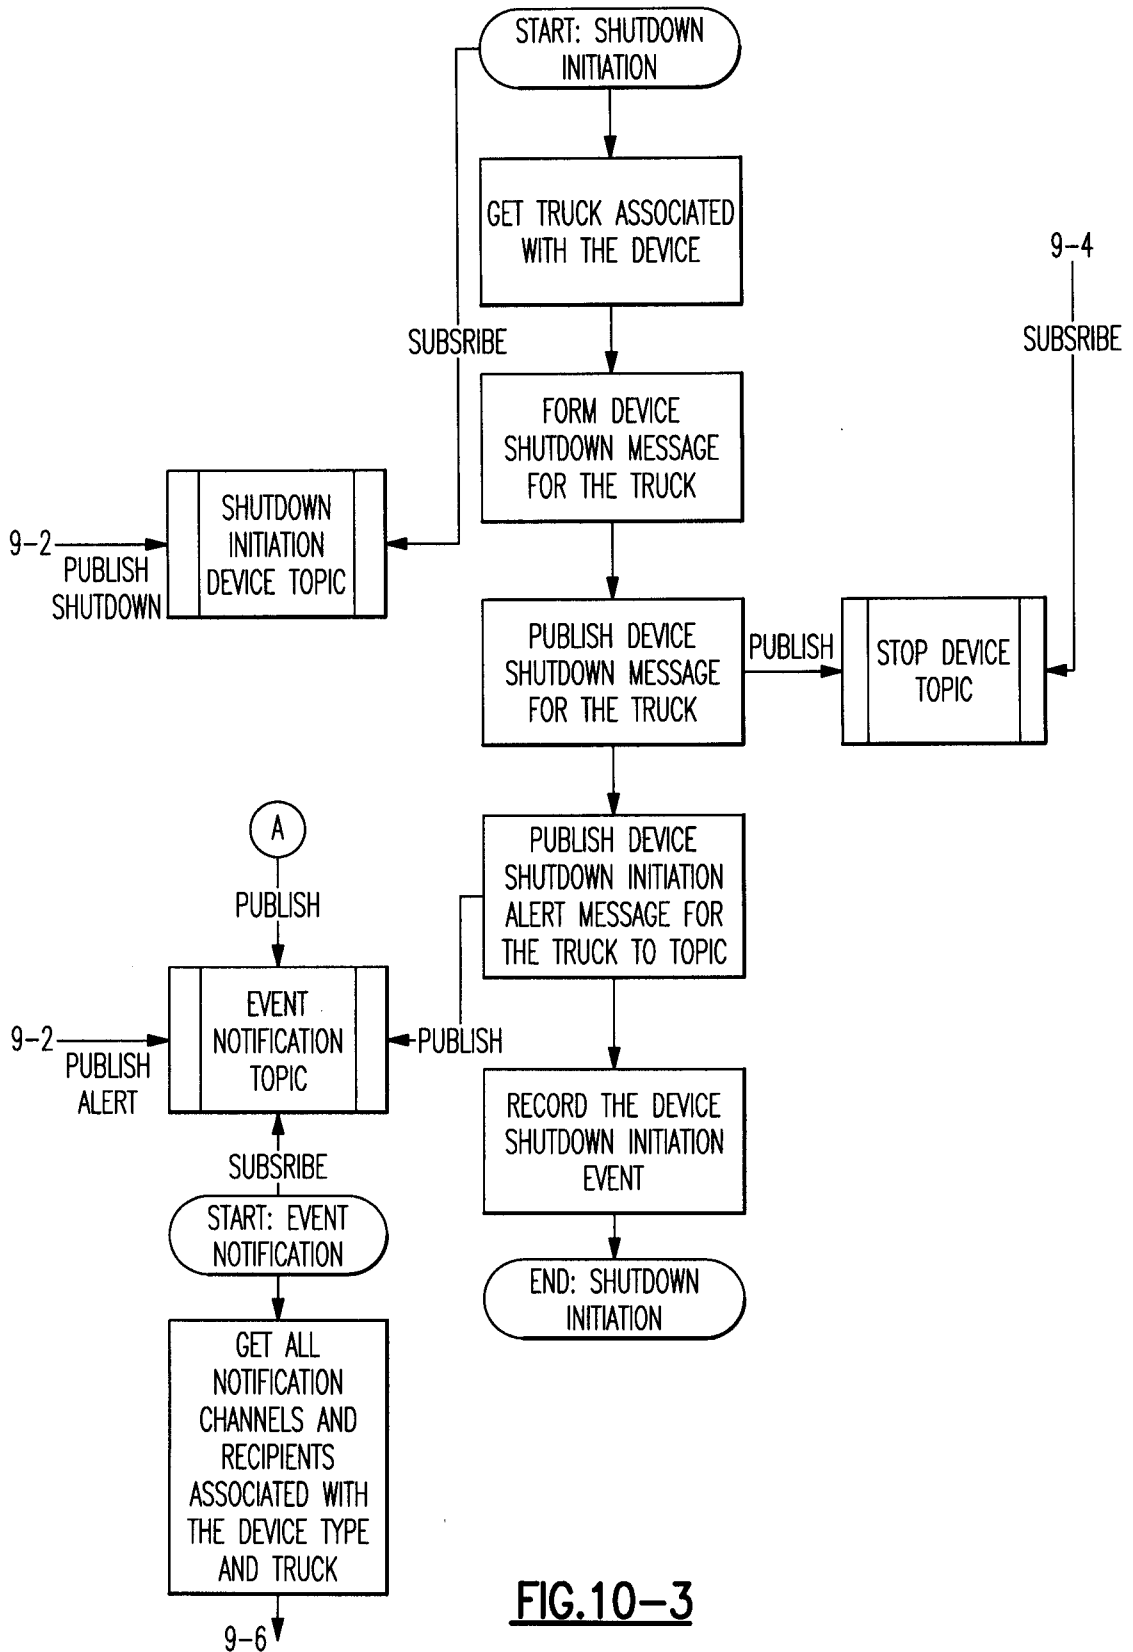 START: SHUTDOWN
INITIATION
GET TRUCK ASSOCIATED
WITH THE DEVICE
9-4
SUBSRIBE
SUBSRIBE
FORM DEVICE
SHUTDOWN MESSAGE
FOR THE TRUCK
SHUTDOWN
INITIATION
DEVICE TOPIC
9-2
PUBLISH
SHUTDOWN
PUBLISH DEVICE
SHUTDOWN MESSAGE
FOR THE TRUCK
PUBLISH
STOP DEVICE
TOPIC
A
PUBLISH
PUBLISH DEVICE
SHUTDOWN INITIATION
ALERT MESSAGE FOR
THE TRUCK TO TOPIC
EVENT
NOTIFICATION
TOPIC
9-2
PUBLISH
ALERT
PUBLISH
RECORD THE DEVICE
SHUTDOWN INITIATION
EVENT
SUBSRIBE
START: EVENT
NOTIFICATION
END: SHUTDOWN
INITIATION
GET ALL
NOTIFICATION
CHANNELS AND
RECIPIENTS
ASSOCIATED WITH
THE DEVICE TYPE
AND TRUCK
9-6
FIG.10-3